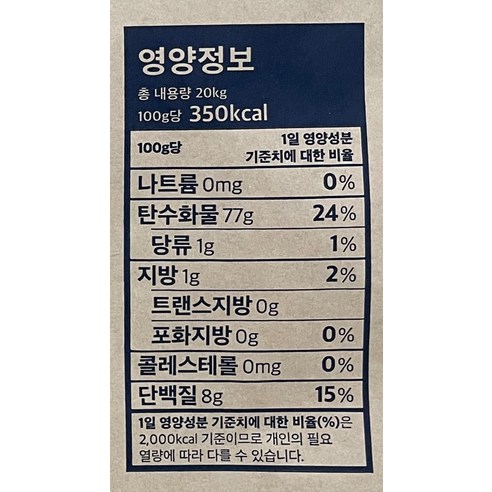 영양정보
총 내용량 20kg
100g당 350kcal
100g당 1일 영양성분
기준치에 대한 비율
나트륨 0mg 0%
탄수화물 77g 24%
당류 1g 1%
지방 1g 2%
트랜스지방 0g
포화지방 0g 0%
콜레스테롤 0mg 0%
단백질 8g 15%
1일 영양성분 기준치에 대한 비율(%)은
2,000kcal 기준이므로 개인의 필요
열량에 따라 다를 수 있습니다.